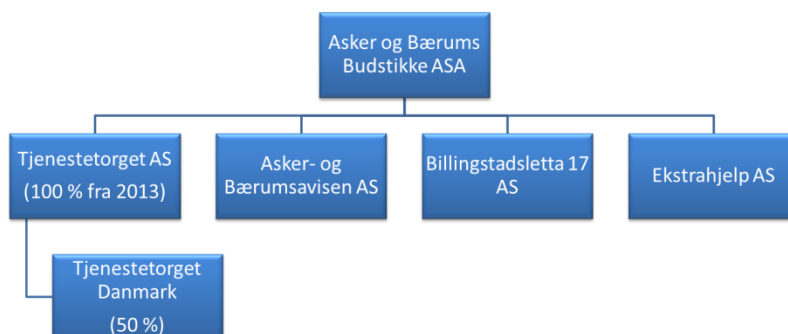 Asker og Bærums
Budstikke ASA
Tjenestetorget AS
(100 % fra 2013)
Asker- og
Bærumsavisen AS
Billingstadsletta 17
AS
Ekstrahjelp AS
Tjenestetorget
Danmark
(50 %)